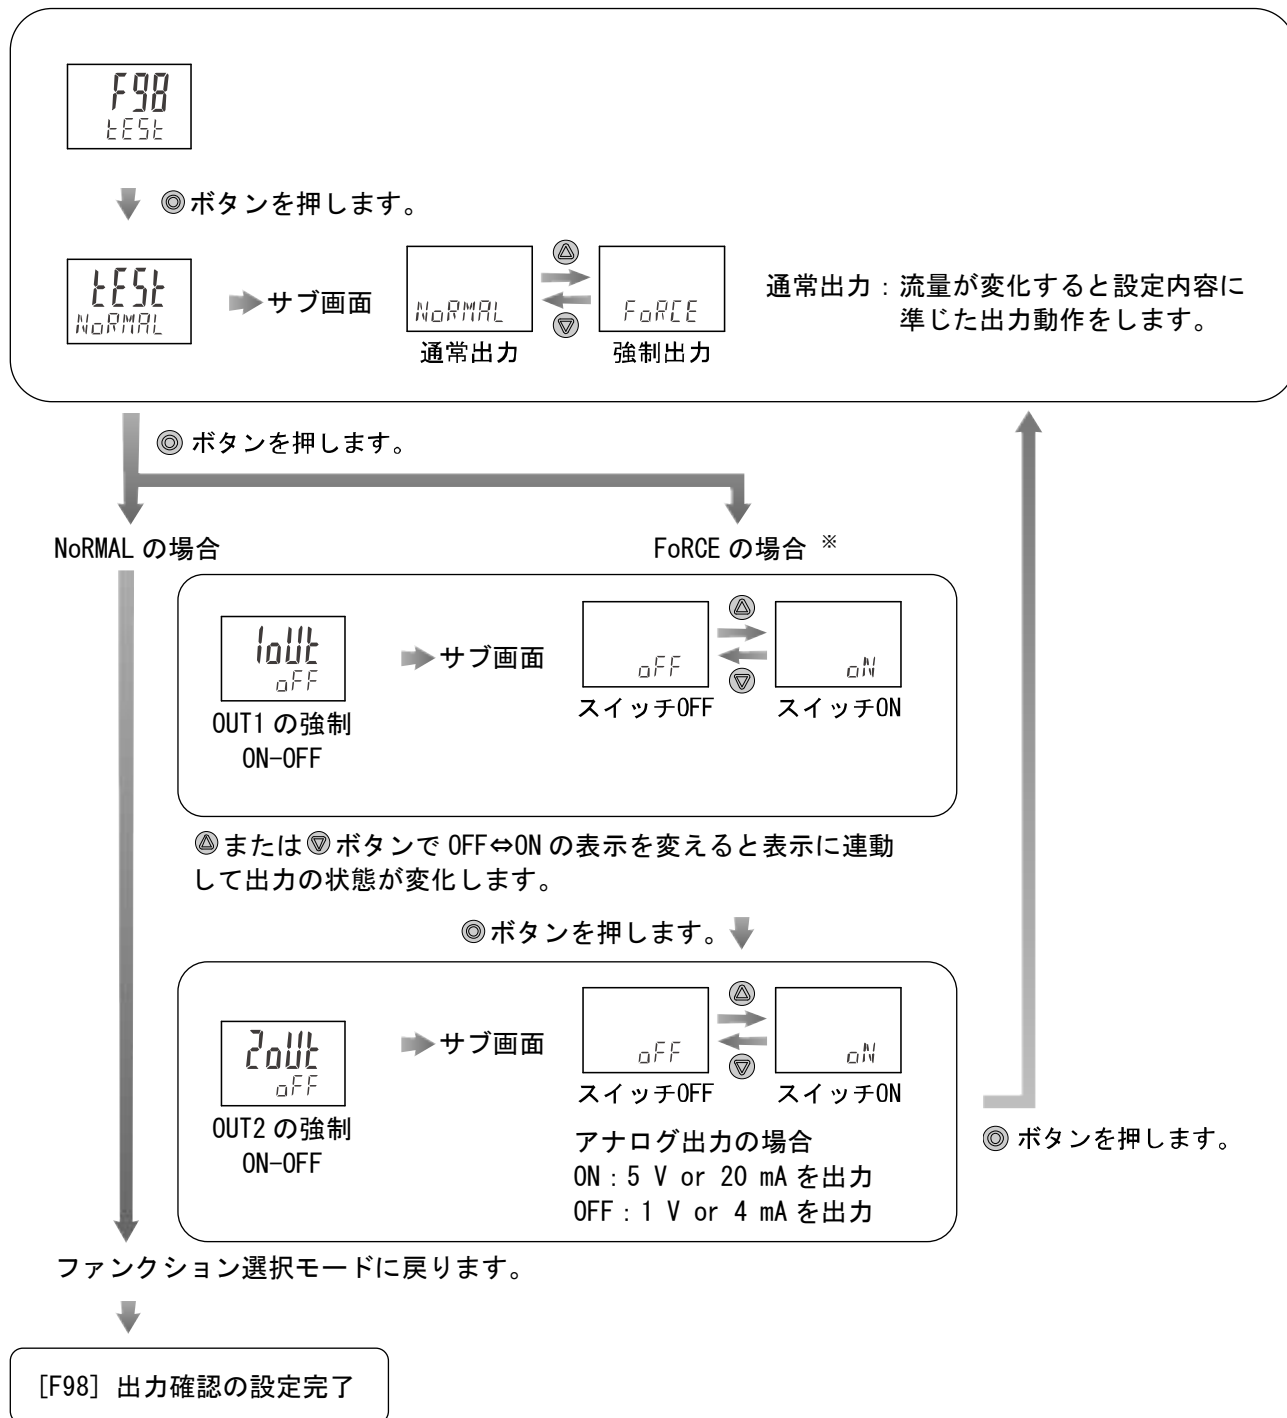 F98
tESt
◎ボタンを押します。
tESt
NoRMAL
サブ画面
NoRMAL
FoRCE
通常出力
強制出力
通常出力：流量が変化すると設定内容に
準じた出力動作をします。
◎ ボタンを押します。
NoRMAL の場合
FoRCE の場合 ※
1oUt
oFF
サブ画面
oFF
oN
スイッチOFF
スイッチON
OUT1 の強制
ON-OFF
または ボタンで OFF⇔ON の表示を変えると表示に連動
して出力の状態が変化します。
◎ボタンを押します。
2oUt
oFF
サブ画面
oFF
oN
スイッチOFF
スイッチON
OUT2 の強制
ON-OFF
アナログ出力の場合
ON：5 V or 20 mA を出力
OFF：1 V or 4 mA を出力
◎ ボタンを押します。
ファンクション選択モードに戻ります。
[F98] 出力確認の設定完了